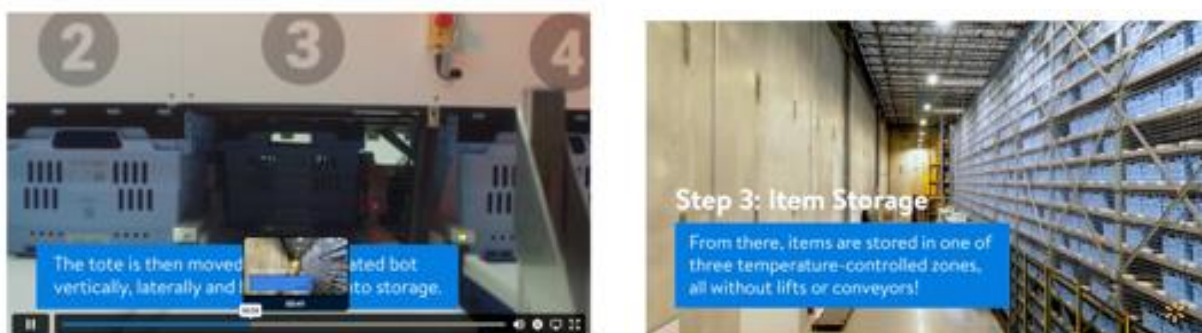 2
3
4
The tote is then moved ated bot
vertically, laterally and to storage.
Step 3: Item Storage
From there, items are stored in one of
three temperature-controlled zones,
all without lifts or conveyors!